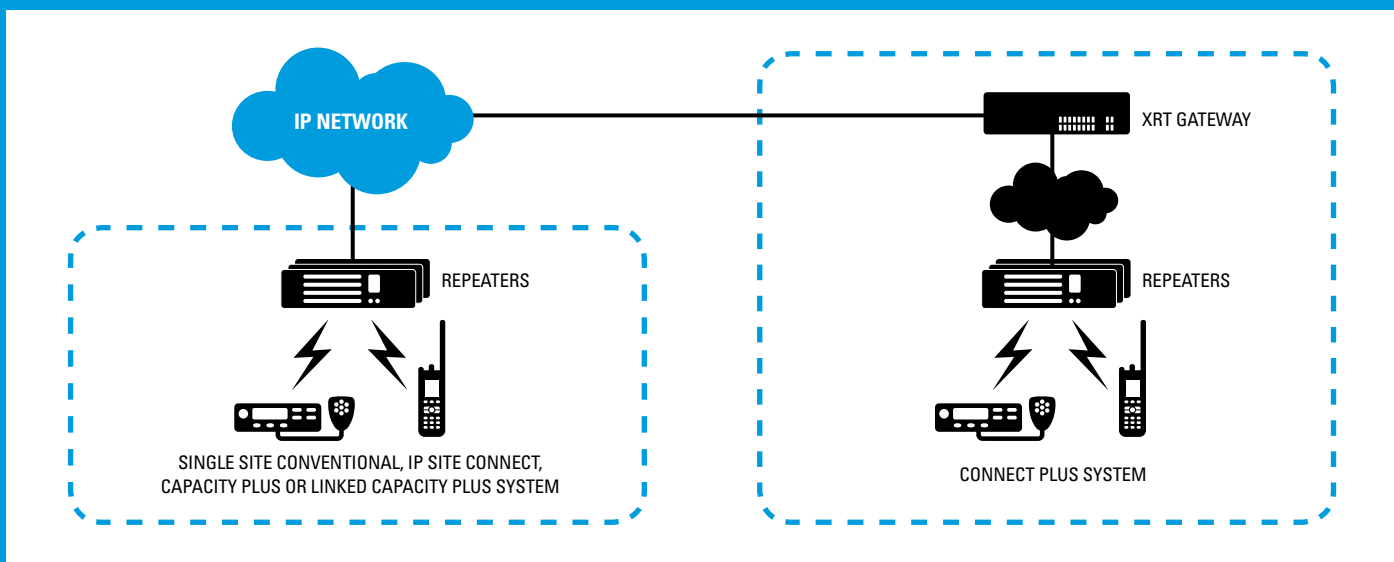 IP NETWORK
XRT GATEWAY
REPEATERS
REPEATERS
SINGLE SITE CONVENTIONAL, IP SITE CONNECT,
CAPACITY PLUS OR LINKED CAPACITY PLUS SYSTEM
CONNECT PLUS SYSTEM